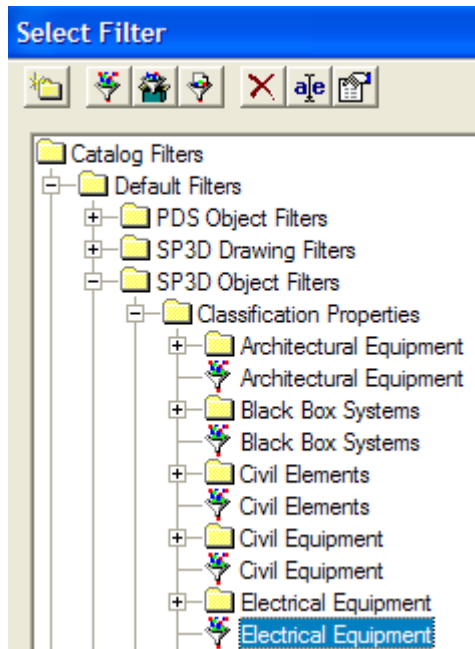 Select Filter
a e
Catalog Filters
Default Filters
PDS Object Filters
SP3D Drawing Filters
SP3D Object Filters
Classification Properties
Architectural Equipment
Architectural Equipment
Black Box Systems
Black Box Systems
Civil Elements
Civil Elements
Civil Equipment
Civil Equipment
Electrical Equipment
Electrical Equipment